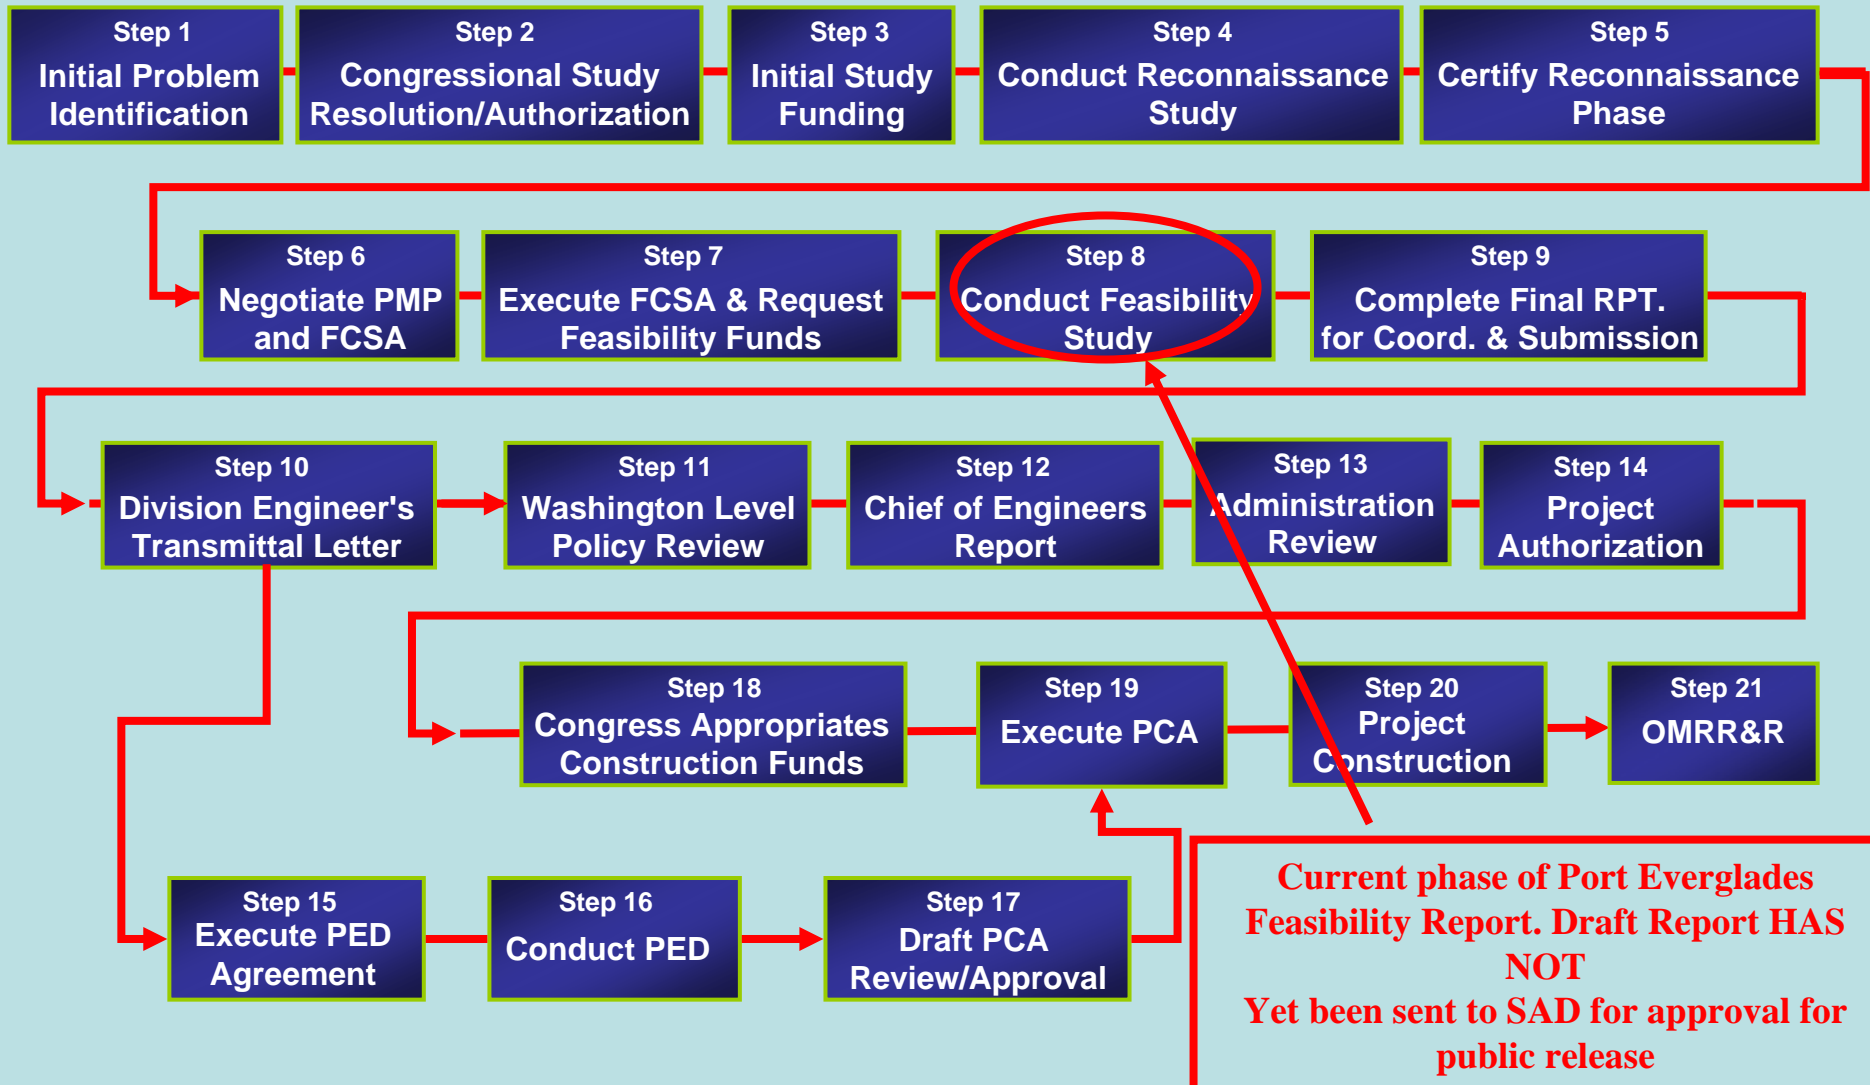 Step 1
Initial Problem
Identification
Step 2
Congressional Study
Resolution/Authorization
Step 3
Initial Study
Funding
Step 4
Conduct Reconnaissance
Study
Step 5
Certify Reconnaissance
Phase
Step 6
Negotiate PMP
and FCSA
Step 7
Execute FCSA & Request
Feasibility Funds
Step 8
Conduct Feasibility
Study
Step 9
Complete Final RPT.
for Coord. & Submission
Step 10
Division Engineer's
Transmittal Letter
Step 11
Washington Level
Policy Review
Step 12
Chief of Engineers
Report
Step 13
Administration
Review
Step 14
Project
Authorization
Step 18
Congress Appropriates
Construction Funds
Step 19
Execute PCA
Step 20
Project
Construction
Step 21
OMRR&R
Step 15
Execute PED
Agreement
Step 16
Conduct PED
Step 17
Draft PCA
Review/Approval
Current phase of Port Everglades
Feasibility Report. Draft Report HAS
NOT
Yet been sent to SAD for approval for
public release